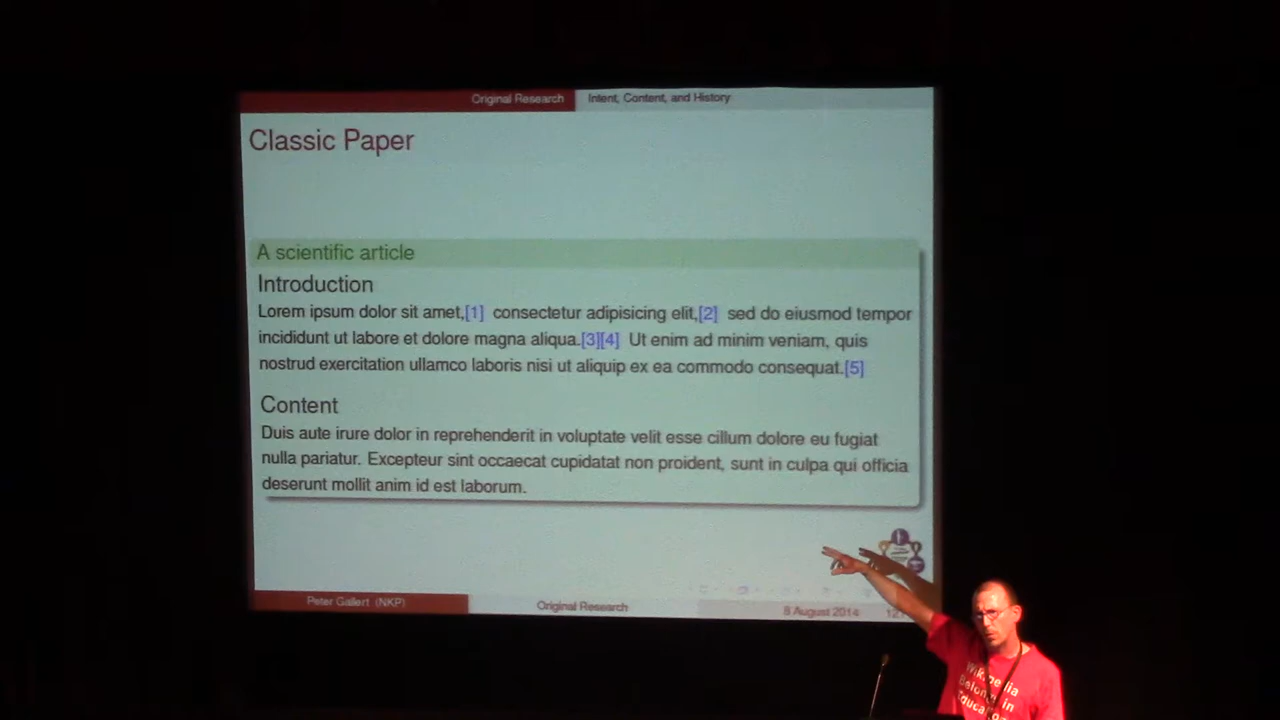 Original Research
Intent, Content, and History
Classic Paper
A scientific article
Introduction
Lorem ipsum dolor sit amet,[1] consectetur adipisicing elit,[2] sed do eiusmod tempor
incididunt ut labore et dolore magna aliqua.[3][4] Ut enim ad minim veniam, quis
nostrud exercitation ullamco laboris nisi ut aliquip ex ea commodo consequat.[5]
Content
Duis aute irure dolor in reprehenderit in voluptate velit esse cillum dolore eu fugiat
nulla pariatur. Excepteur sint occaecat cupidatat non proident, sunt in culpa qui officia
deserunt mollit anim id est laborum.
Peter Gallert (NKP)
Original Research
8 August 2014
Wikipedia
in